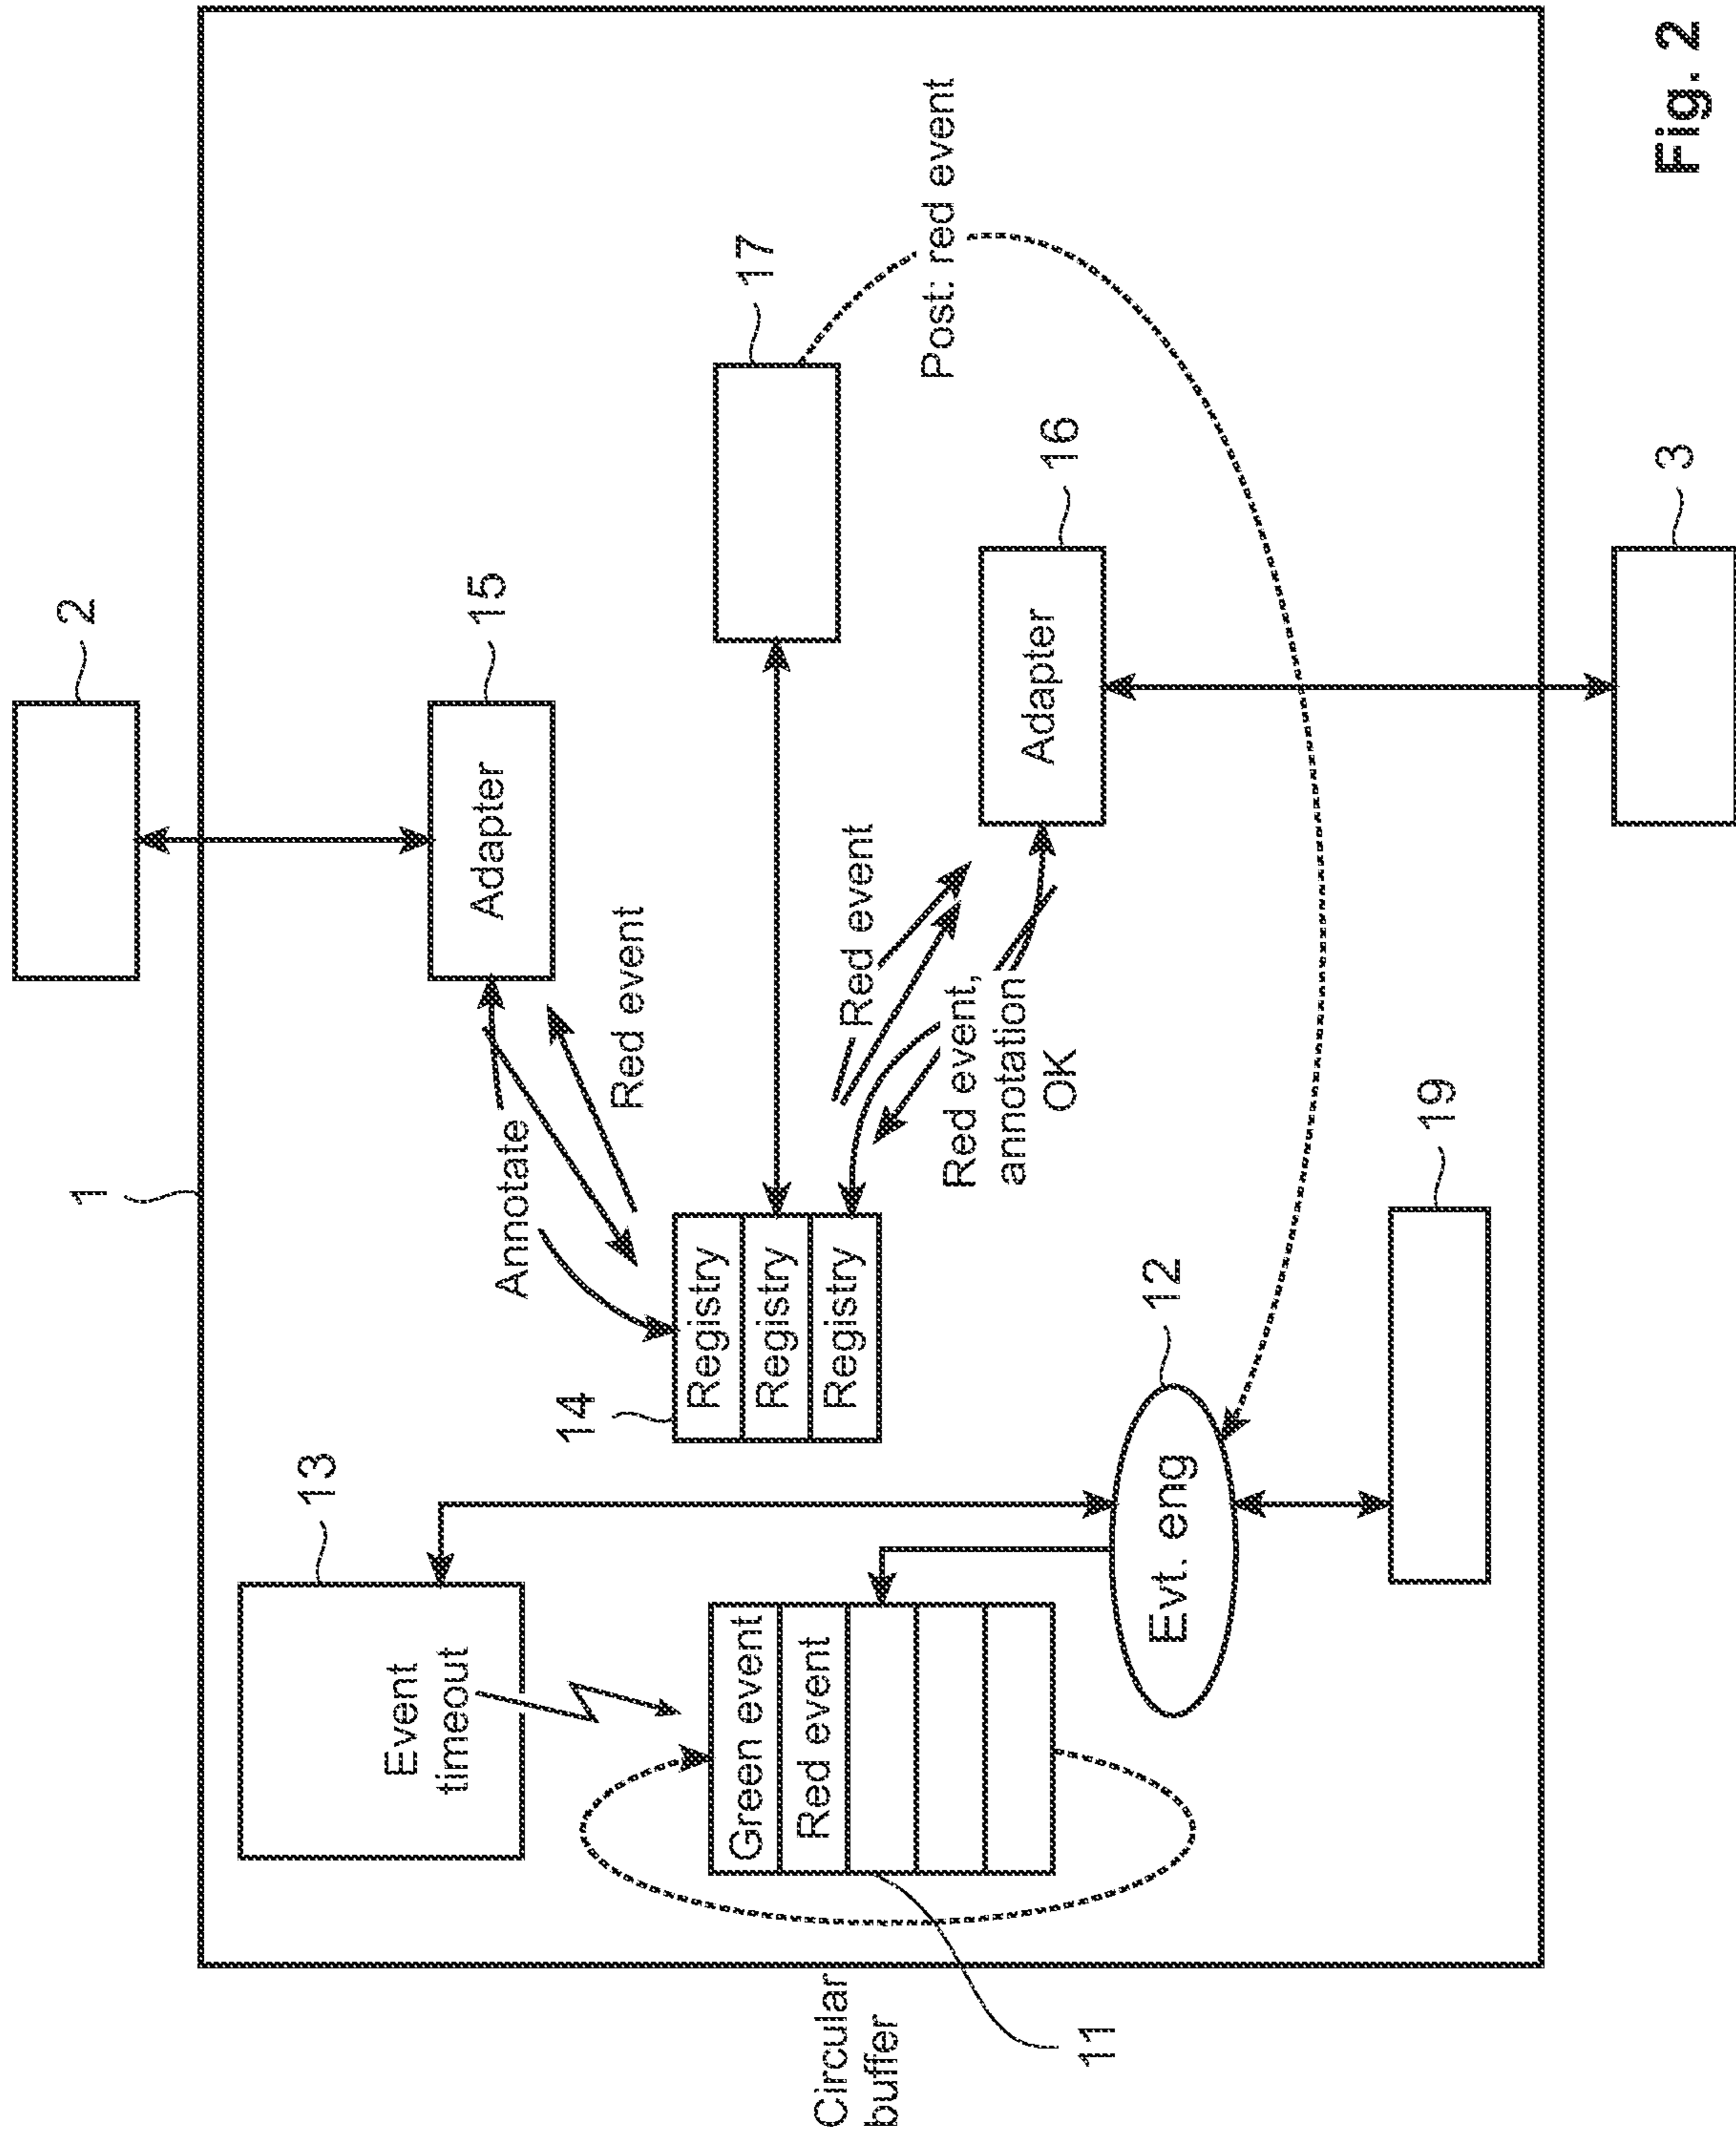 2
1
15
Adapter
13
14
Annotate
Red event
Event
timeout
Registry
Registry
Registry
17
Green event
Red event
Circular
buffer
11
Red event
Post: red event
Red event,
annotation
OK
16
Adapter
12
Evt. eng
19
3
Fig. 2